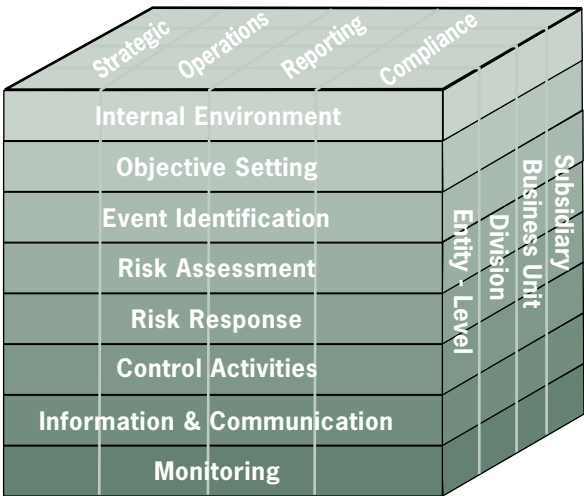 Strategic
Operations
Reporting
Compliance
Internal Environment
Objective Setting
Event Identification
Risk Assessment
Risk Response
Control Activities
Information & Communication
Monitoring
Entity - Level
Division
Business Unit
Subsidiary